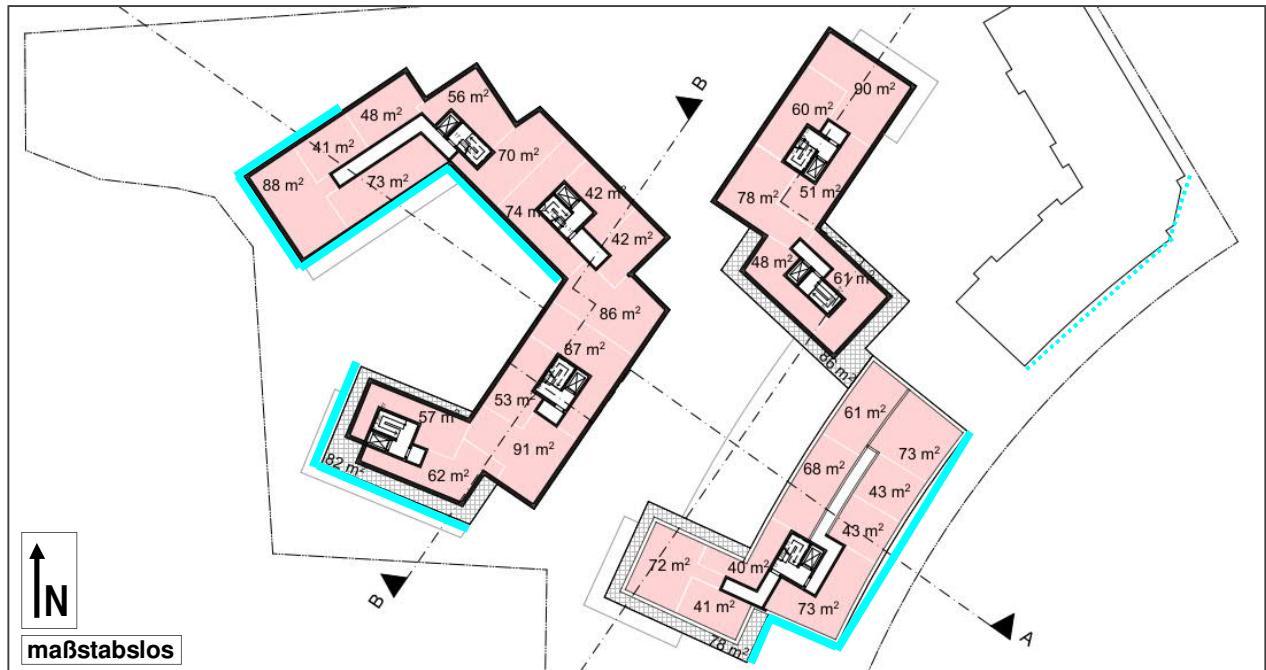 90 m²
56 m²
60 m²
48 m²
41 m²
70 m²
88 m²
73 m²
42 m²
51 m²
78 m²
74 m
42 m²
48 m²
61 m²
B
86 m²
87 m²
86 m²
53 m²
57 m
61 m²
73 m²
91 m²
68 m²
82 m²
62 m²
43 m²
43 m²
72 m²
40 m²
41 m²
73 m²
78 m²
B
A
N
maßstabslos